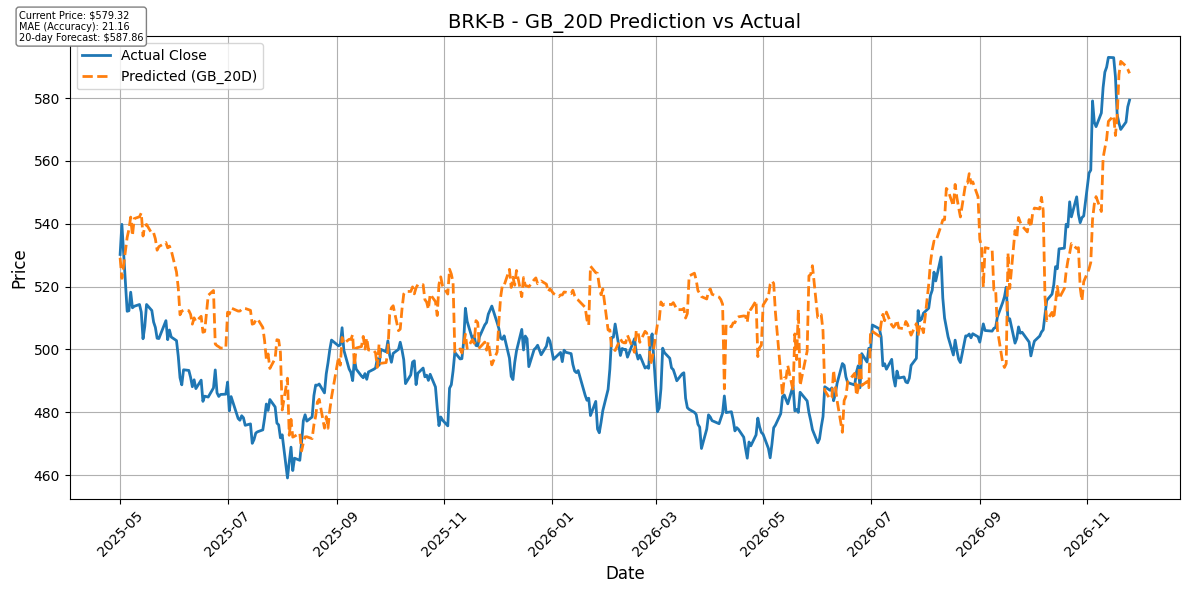 BRK-B - GB_20D Prediction vs Actual
Current Price: $579.32
MAE (Accuracy): 21.16
20-day Forecast: $587.86
Actual Close
Predicted (GB_20D)
Price
580
560
540
520
500
480
460
2025-05
2025-07
2025-09
2025-11
2026-01
2026-03
2026-05
2026-07
2026-09
2026-11
Date